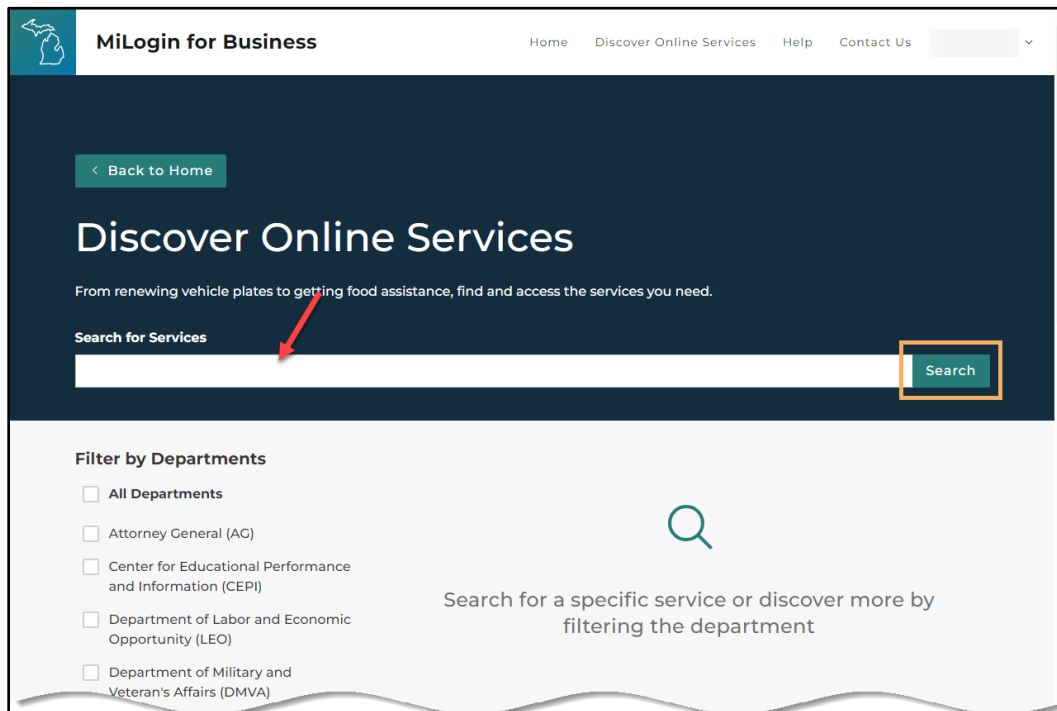 MiLogin for Business
Home Discover Online Services Help Contact Us
< Back to Home
Discover Online Services
From renewing vehicle plates to getting food assistance, find and access the services you need.
Search for Services
Search
Filter by Departments
All Departments
Attorney General (AG)
Center for Educational Performance
and Information (CEPI)
Department of Labor and Economic
Opportunity (LEO)
Department of Military and
Veteran's Affairs (DMVA)
Search for a specific service or discover more by
filtering the department